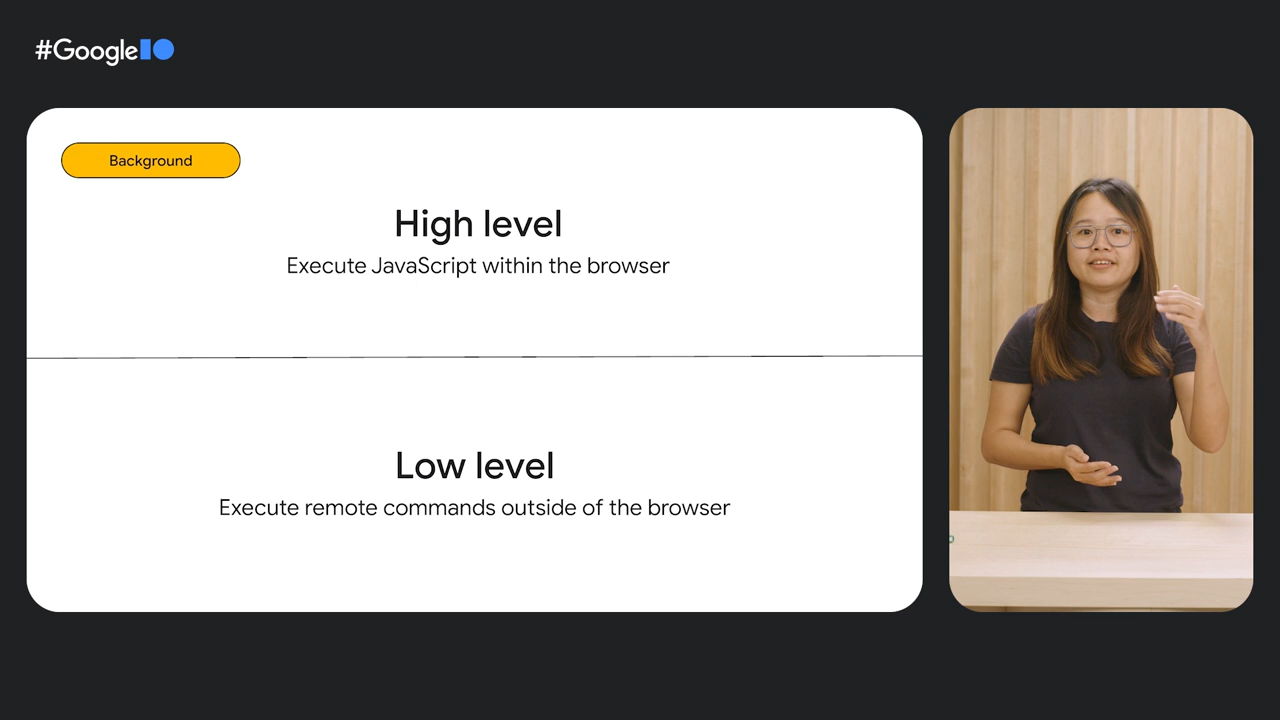 #GoogleIO
Background
High level
Execute JavaScript within the browser
Low level
Execute remote commands outside of the browser